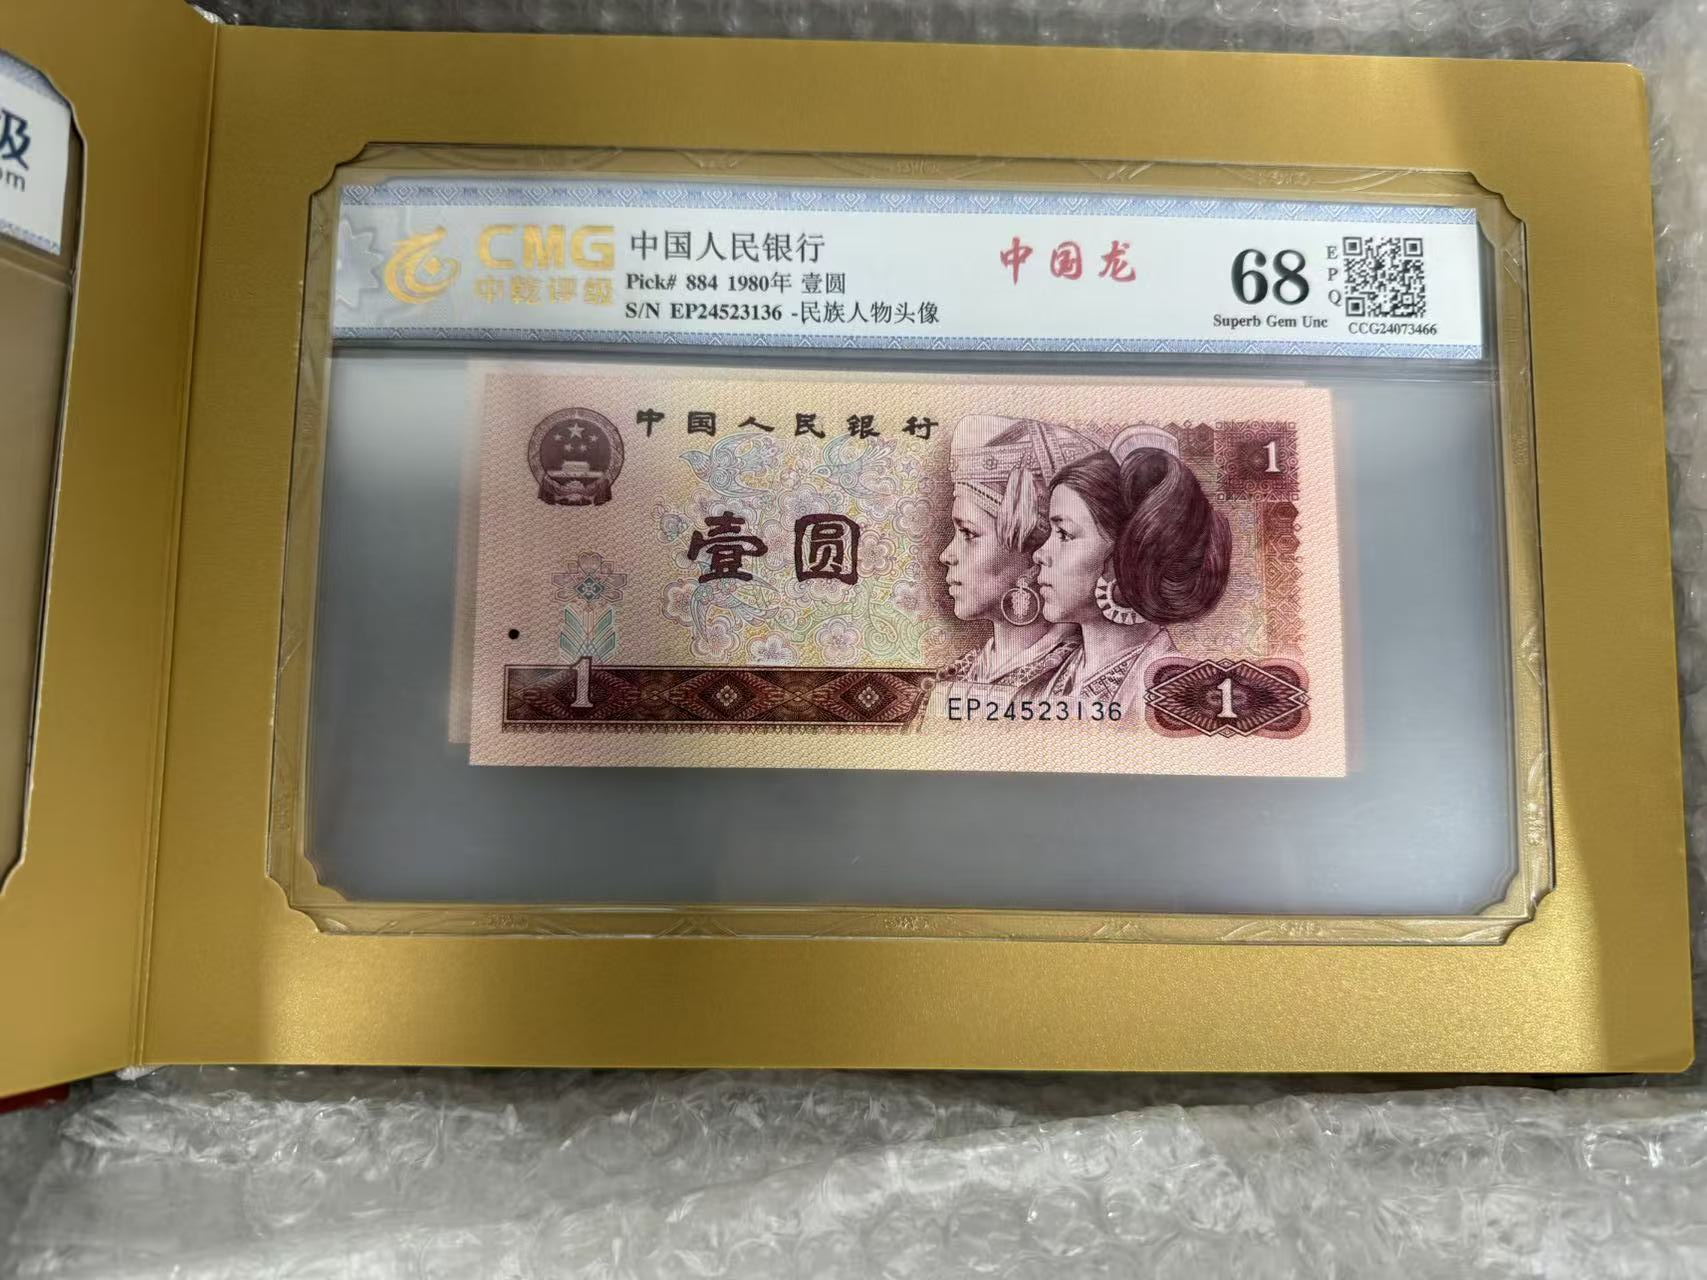 级
om
CMG
中乾评级
中国人民银行
Pick# 884 1980年 壹圆
S/N EP24523136 -民族人物头像
中国龙
68
EPQ
Superb Gem Unc
CCG24073466
中国人民银行
1
壹圆
1
EP24523136
1